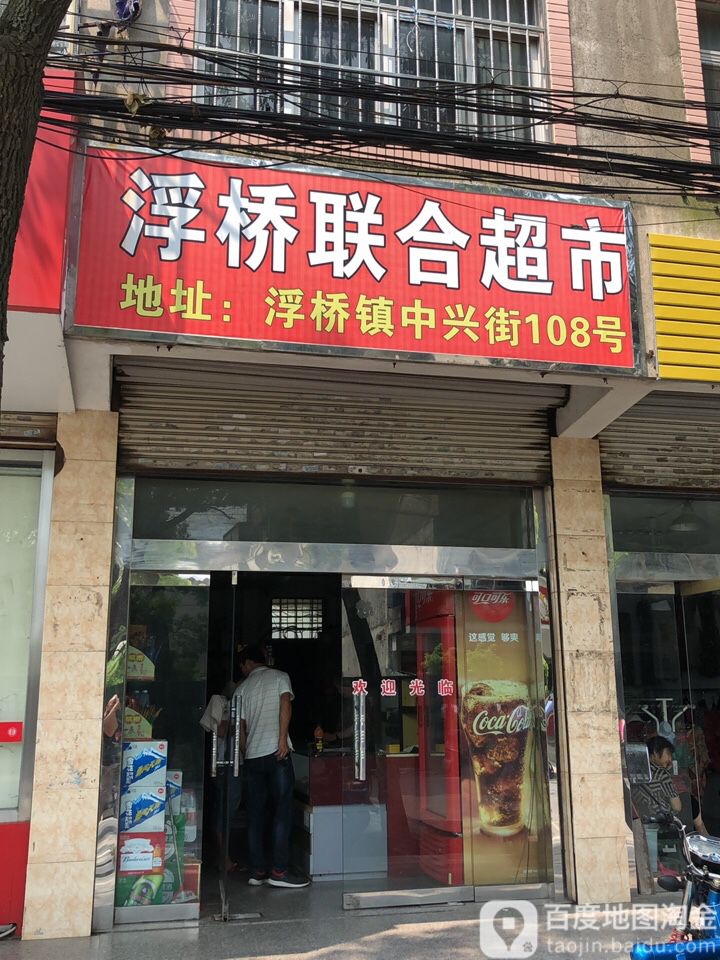 浮桥联合超市
地址：浮桥镇中兴街108号
可口可乐
这感觉 够爽
欢迎光临
Coca-Cola
Budweiser
百度地图淘金
taojin.baidu.com